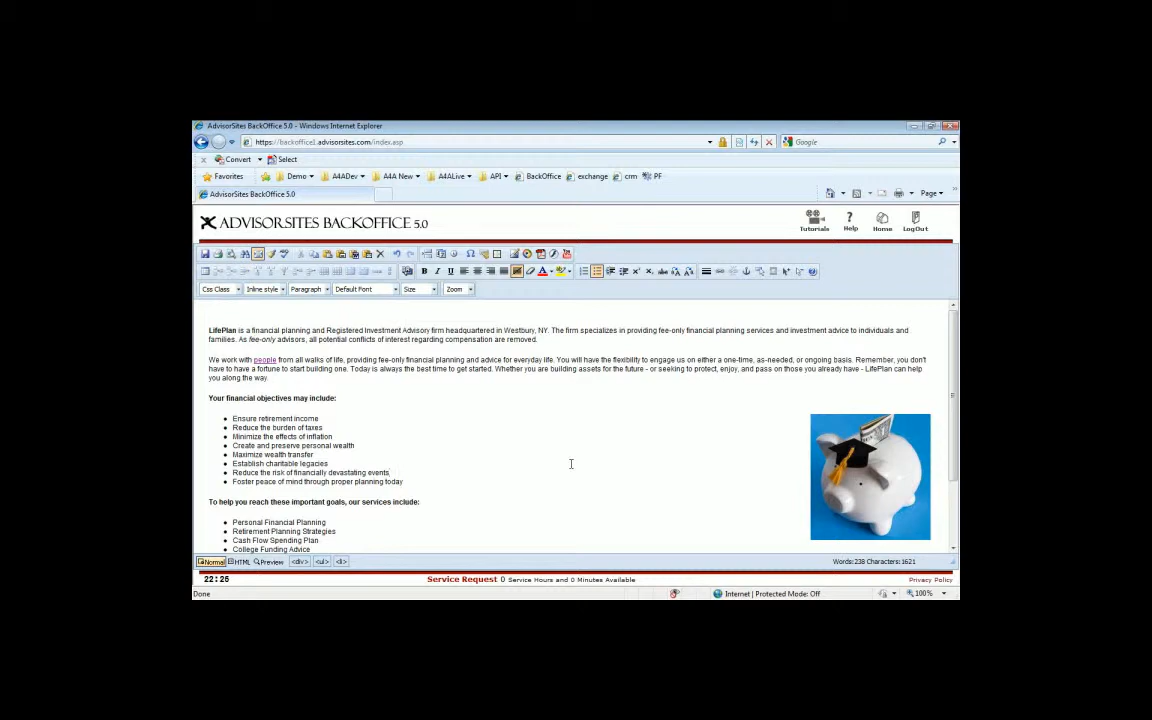 AdvisorSites BackOffice 5.0 - Windows Internet Explorer
https://backoffice1.advisorsites.com/index.asp
Google
Convert Select
Favorites Demo A4ADev A4A New A4ALive API BackOffice exchange crm PF
AdvisorSites BackOffice 5.0
Page
ADVISORSITES BACKOFFICE 5.0
Tutorials Help Home LogOut
Css Class Inline style Paragraph Default Font Size Zoom
LifePlan is a financial planning and Registered Investment Advisory firm headquartered in Westbury, NY. The firm specializes in providing fee-only financial planning services and investment advice to individuals and
families. As fee-only advisors, all potential conflicts of interest regarding compensation are removed.
We work with people from all walks of life, providing fee-only financial planning and advice for everyday life. You will have the flexibility to engage us on either a one-time, as-needed, or ongoing basis. Remember, you don't
have to have a fortune to start building one. Today is always the best time to get started. Whether you are building assets for the future - or seeking to protect, enjoy, and pass on those you already have - LifePlan can help
you along the way.
Your financial objectives may include:
Ensure retirement income
Reduce the burden of taxes
Minimize the effects of inflation
Create and preserve personal wealth
Maximize wealth transfer
Establish charitable legacies
Reduce the risk of financially devastating events
Foster peace of mind through proper planning today
To help you reach these important goals, our services include:
Personal Financial Planning
Retirement Planning Strategies
Cash Flow Spending Plan
College Funding Advice
Normal HTML Preview <div> <ul> <li> Words:238 Characters:1621
22:25 Service Request 0 Service Hours and 0 Minutes Available Privacy Policy
Done Internet | Protected Mode: Off 100%